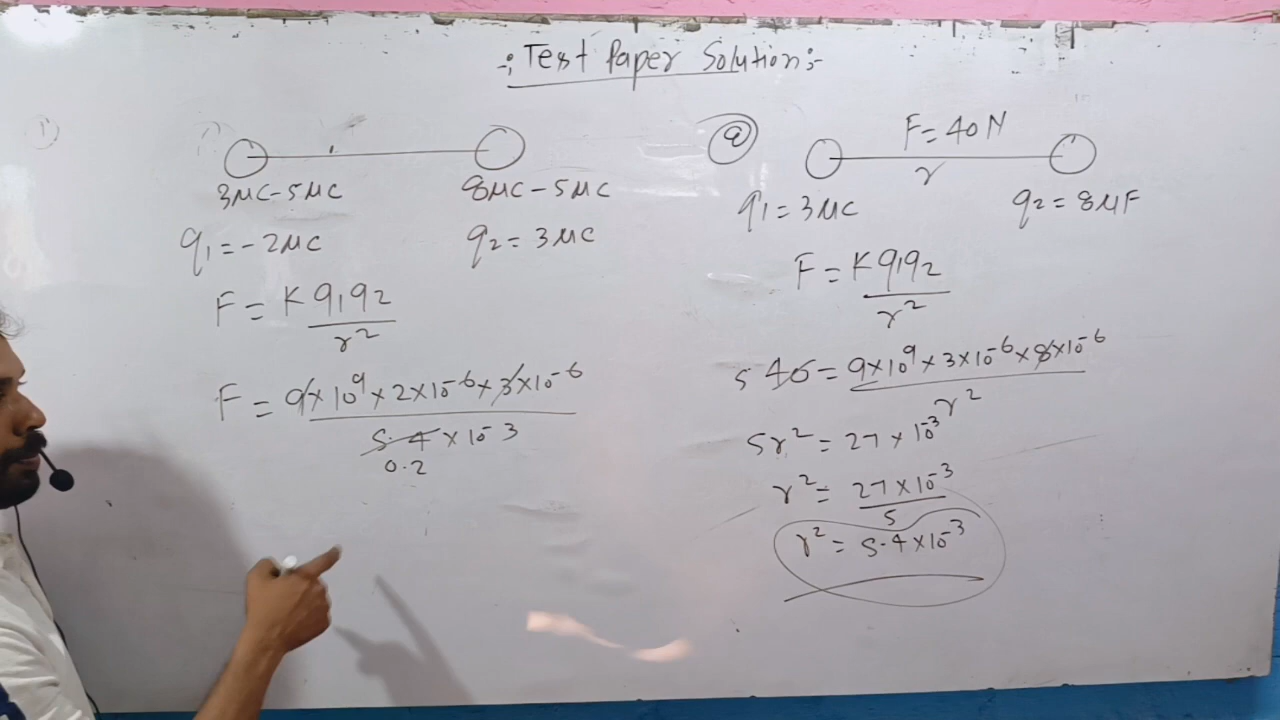 -: Test Paper Solution:-
①
3μC-5μC 8μC-5μC
q1=-2μC q2=3μC
F=Kq1q2
r²
F=9×10⁹×2×10⁻⁶×3×10⁻⁶
5.4×10⁻³
0.2
ⓐ
F=40N
r
q1=3μC q2=8μF
F=Kq1q2
r²
5 40=9×10⁹×3×10⁻⁶×8×10⁻⁶
r²
5r²=27×10⁻³
r²=27×10⁻³
5
r²=5.4×10⁻³